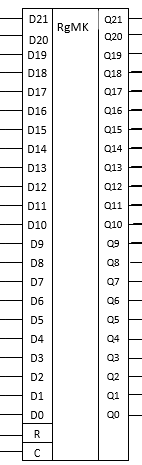 D21 RgMK Q21
D20 Q20
D19 Q19
D18 Q18
D17 Q17
D16 Q16
D15 Q15
D14 Q14
D13 Q13
D12 Q12
D11 Q11
D10 Q10
D9 Q9
D8 Q8
D7 Q7
D6 Q6
D5 Q5
D4 Q4
D3 Q3
D2 Q2
D1 Q1
D0 Q0
R
C